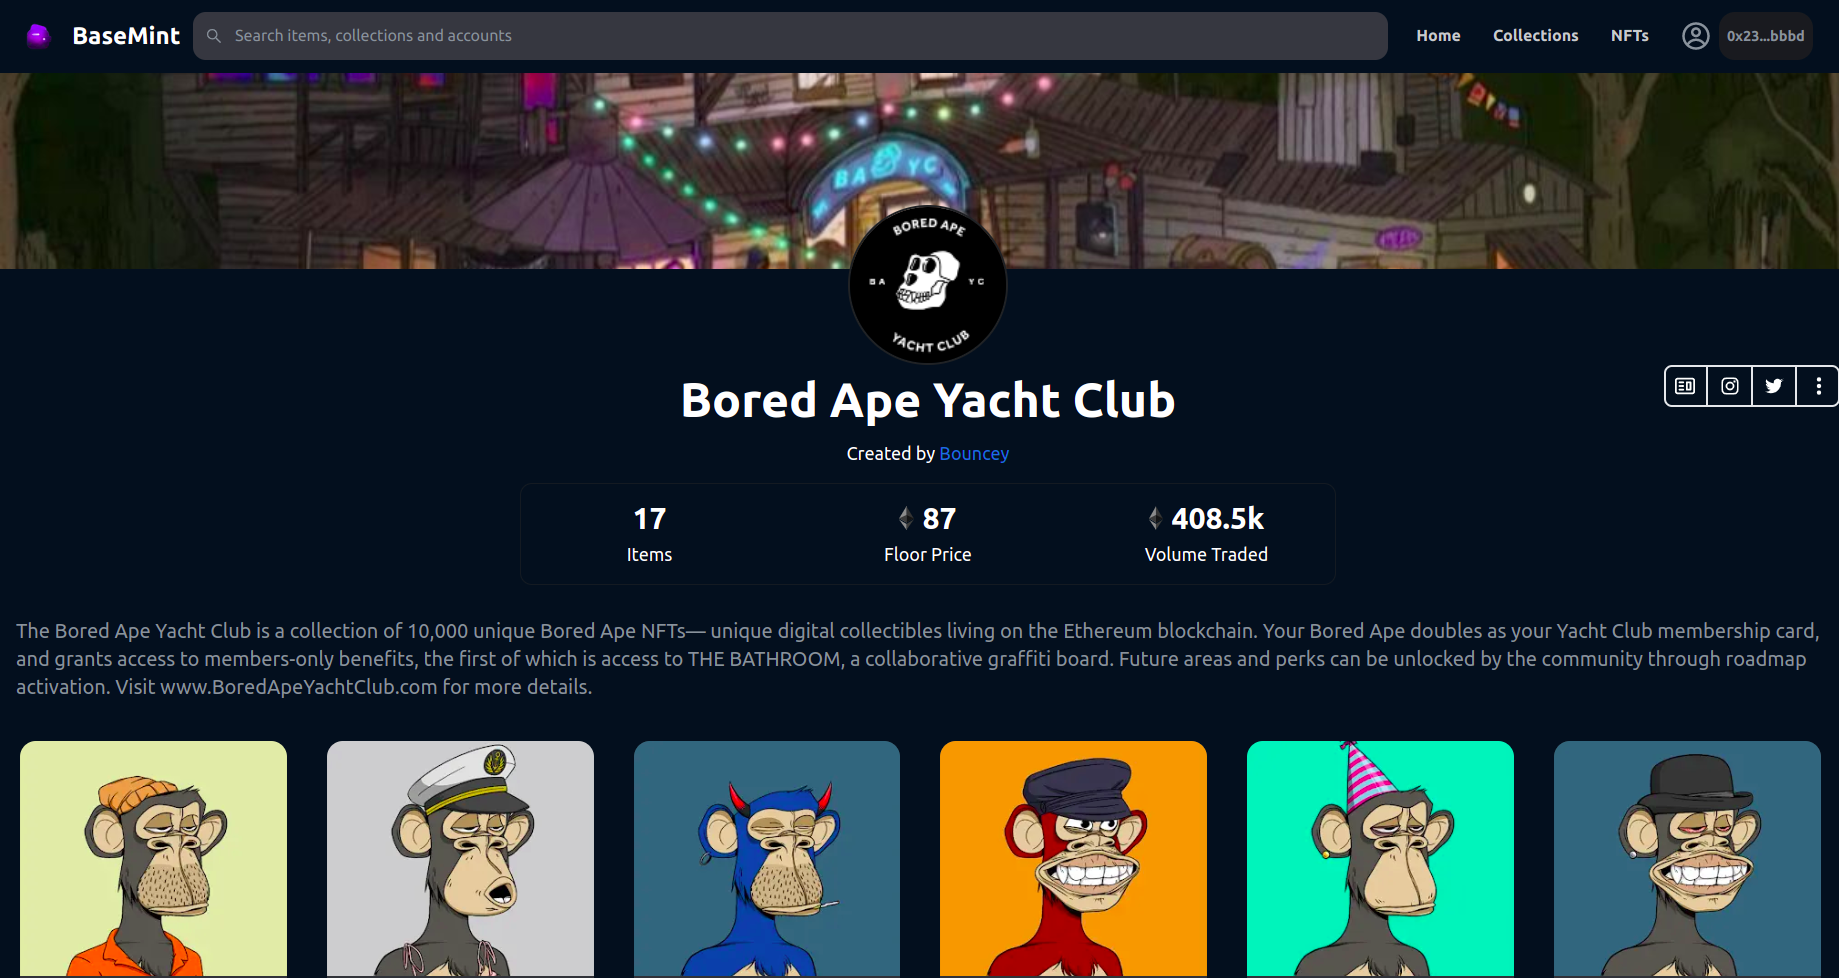 BaseMint
Search items, collections and accounts
Home
Collections
NFTs
0x23...bbbd
BAYC
BORED APE
BA YC
YACHT CLUB
Bored Ape Yacht Club
Created by Bouncey
17
87
408.5k
Items
Floor Price
Volume Traded
The Bored Ape Yacht Club is a collection of 10,000 unique Bored Ape NFTs— unique digital collectibles living on the Ethereum blockchain. Your Bored Ape doubles as your Yacht Club membership card,
and grants access to members-only benefits, the first of which is access to THE BATHROOM, a collaborative graffiti board. Future areas and perks can be unlocked by the community through roadmap
activation. Visit www.BoredApeYachtClub.com for more details.